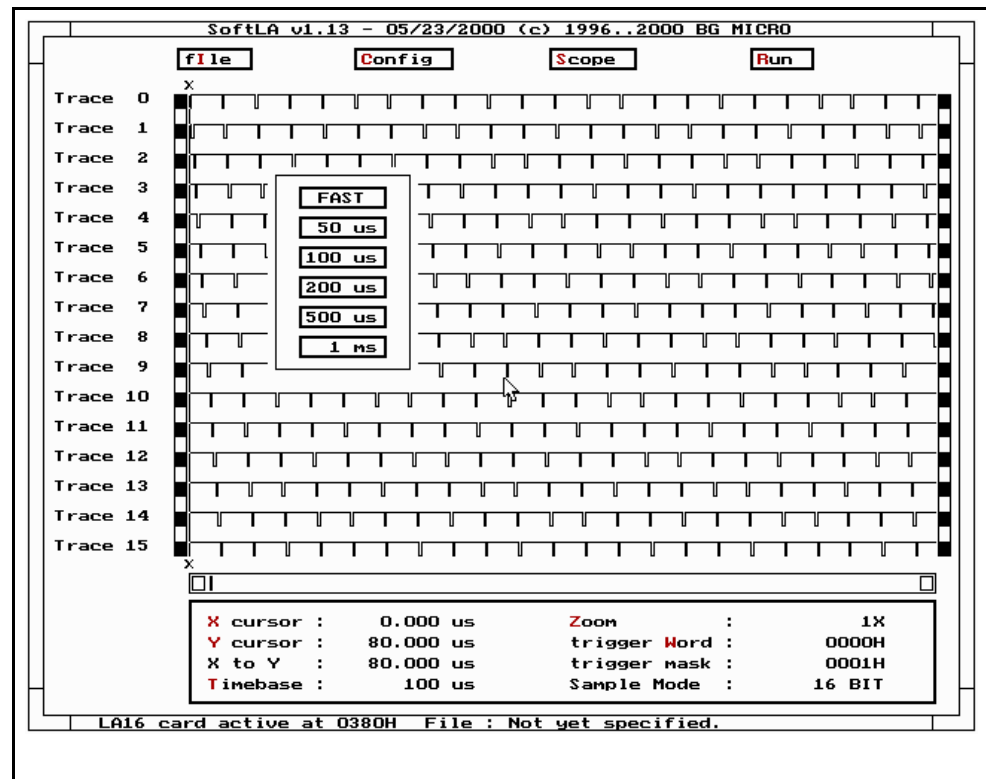 SoftLA v1.13 - 05/23/2000 (c) 1996..2000 BG MICRO
fIle Config Scope Run
x
Trace 0
Trace 1
Trace 2
Trace 3
Trace 4
Trace 5
Trace 6
Trace 7
Trace 8
Trace 9
Trace 10
Trace 11
Trace 12
Trace 13
Trace 14
Trace 15
FAST
50 us
100 us
200 us
500 us
1 ms
x
X cursor : 0.000 us Zoom : 1X
Y cursor : 80.000 us trigger Word : 0000H
X to Y : 80.000 us trigger mask : 0001H
Timebase : 100 us Sample Mode : 16 BIT
LA16 card active at 0380H File : Not yet specified.